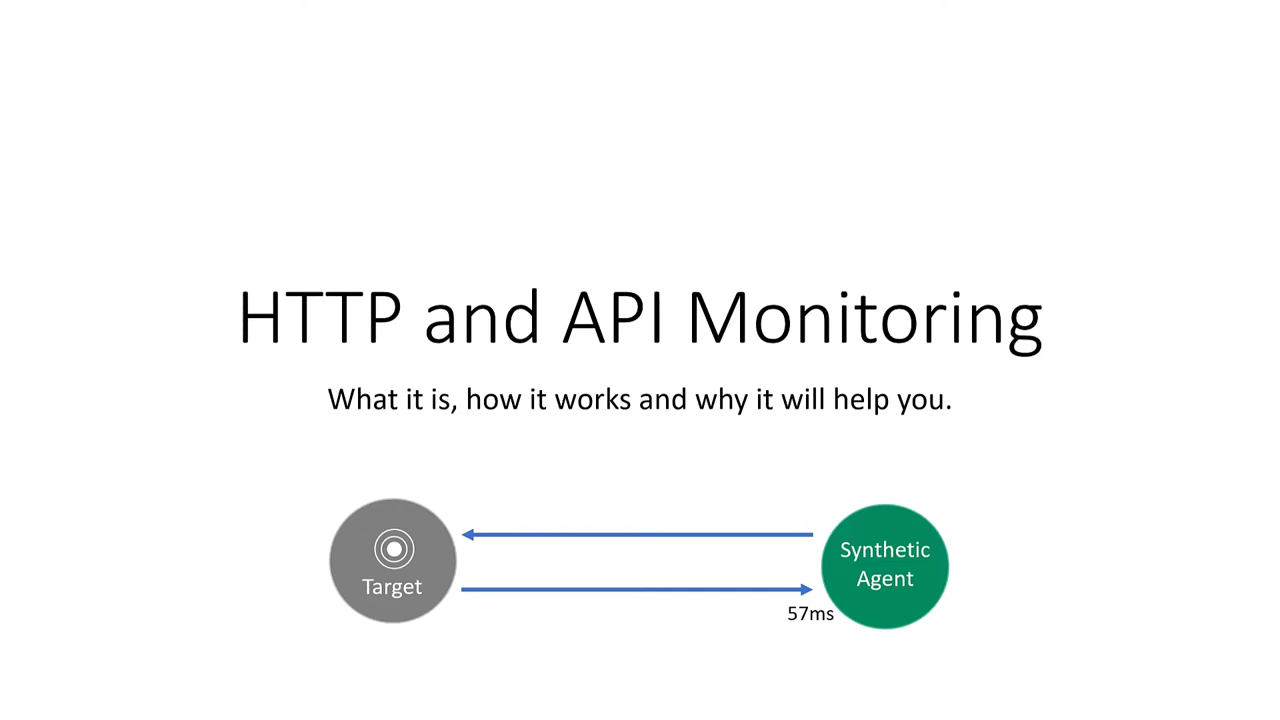 HTTP and API Monitoring
What it is, how it works and why it will help you.
Target
Synthetic
Agent
57ms